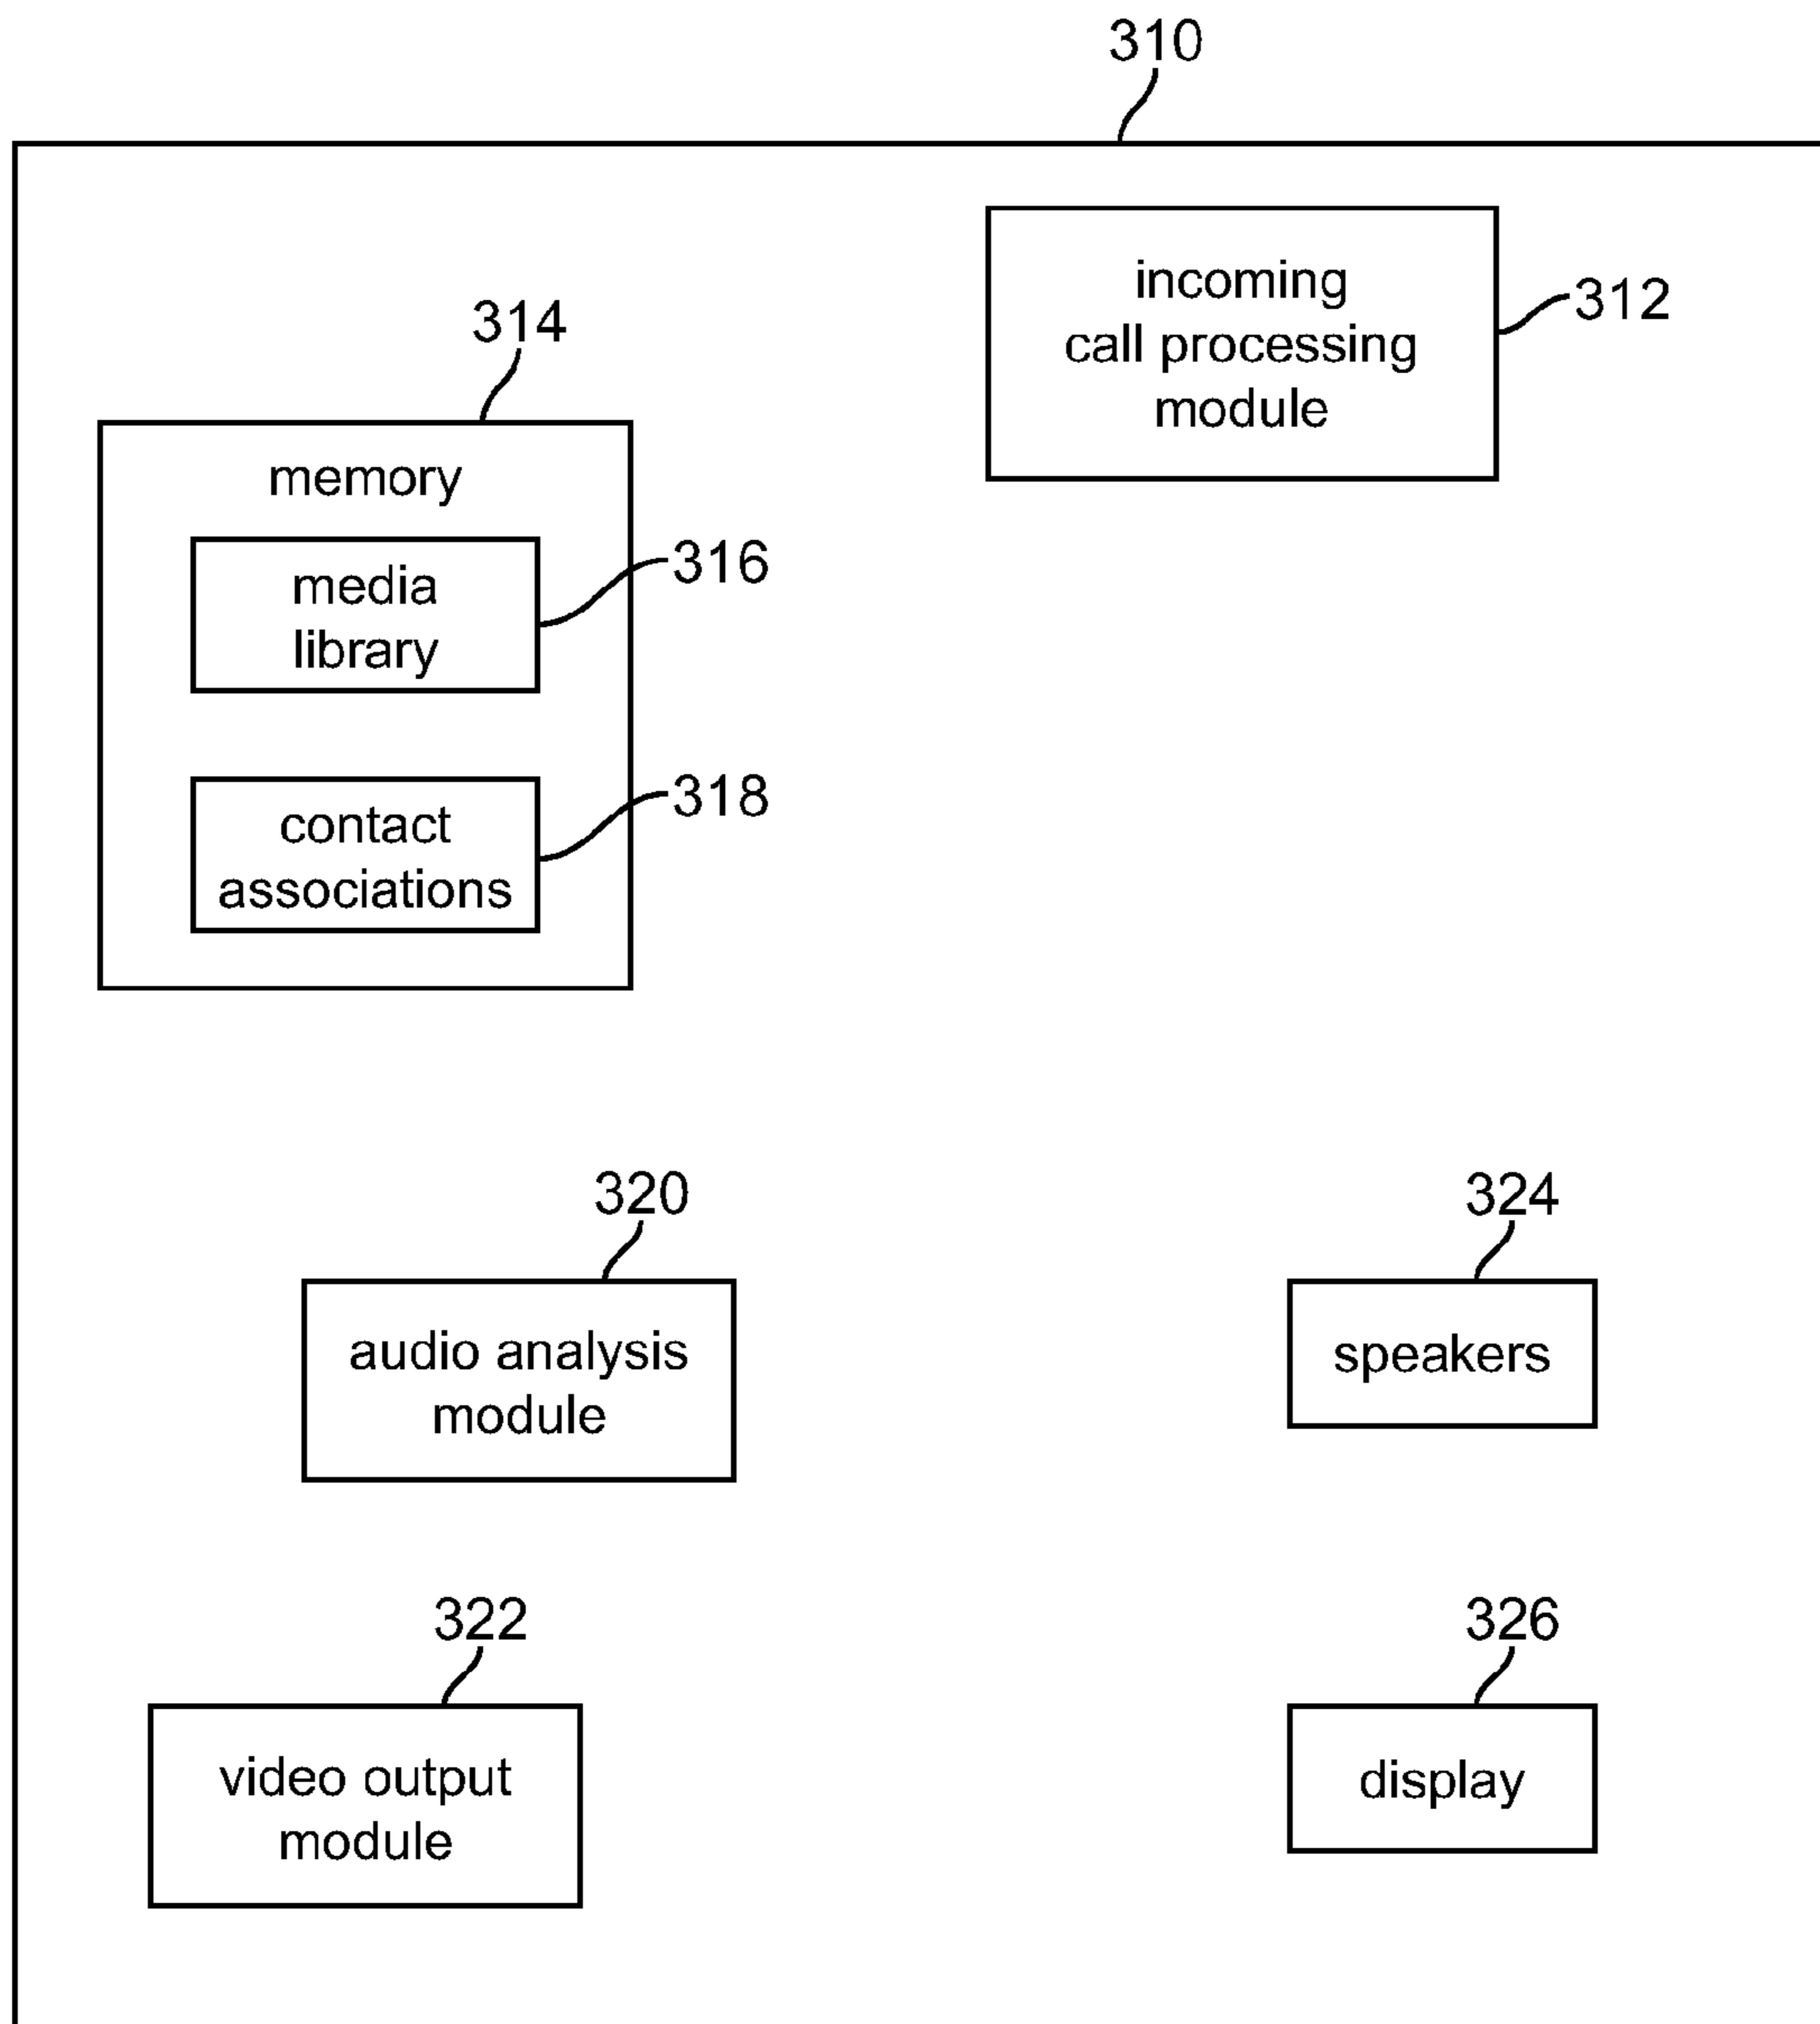 310
incoming
call processing
module
312
314
memory
media
library
316
contact
associations
318
320
audio analysis
module
324
speakers
322
video output
module
326
display